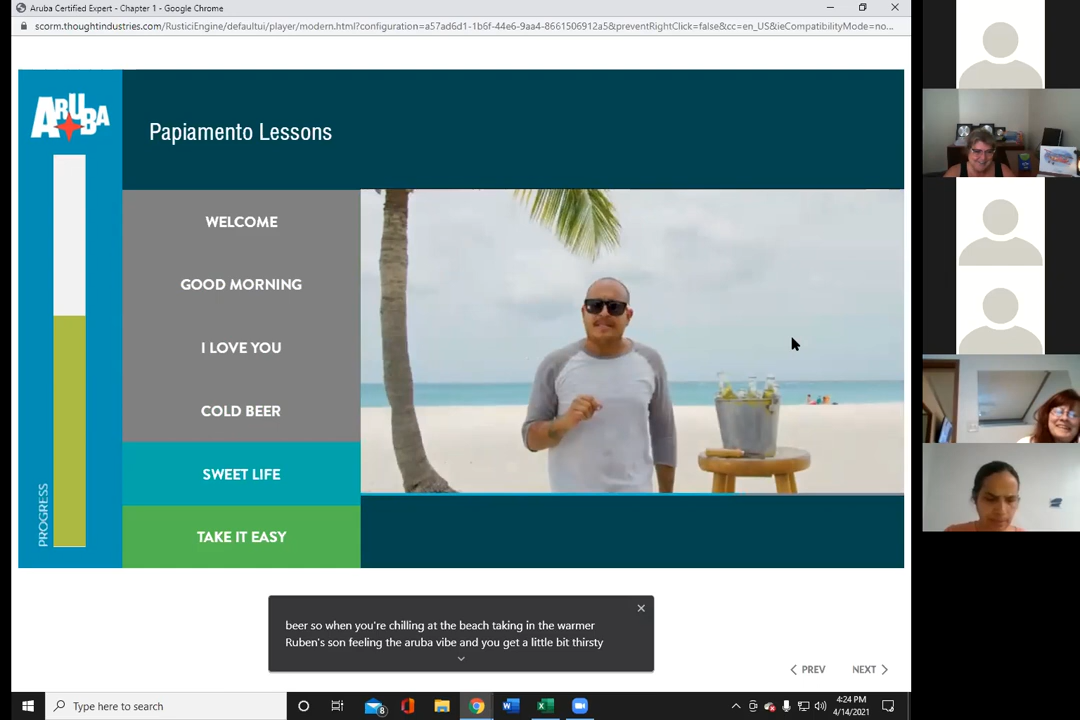 Aruba Certified Expert - Chapter 1 - Google Chrome
scorm.thoughtindustries.com/RusticiEngine/defaultui/player/modern.html?configuration=a57ad6d1-1b6f-44e6-9aa4-8661506912a5&preventRightClick=false&cc=en_US&ieCompatibilityMode=no...
ARUBA
Papiamento Lessons
WELCOME
GOOD MORNING
I LOVE YOU
COLD BEER
SWEET LIFE
TAKE IT EASY
PROGRESS
beer so when you're chilling at the beach taking in the warmer
Ruben's son feeling the aruba vibe and you get a little bit thirsty
PREV
NEXT
Type here to search
8
4:24 PM
4/14/2021